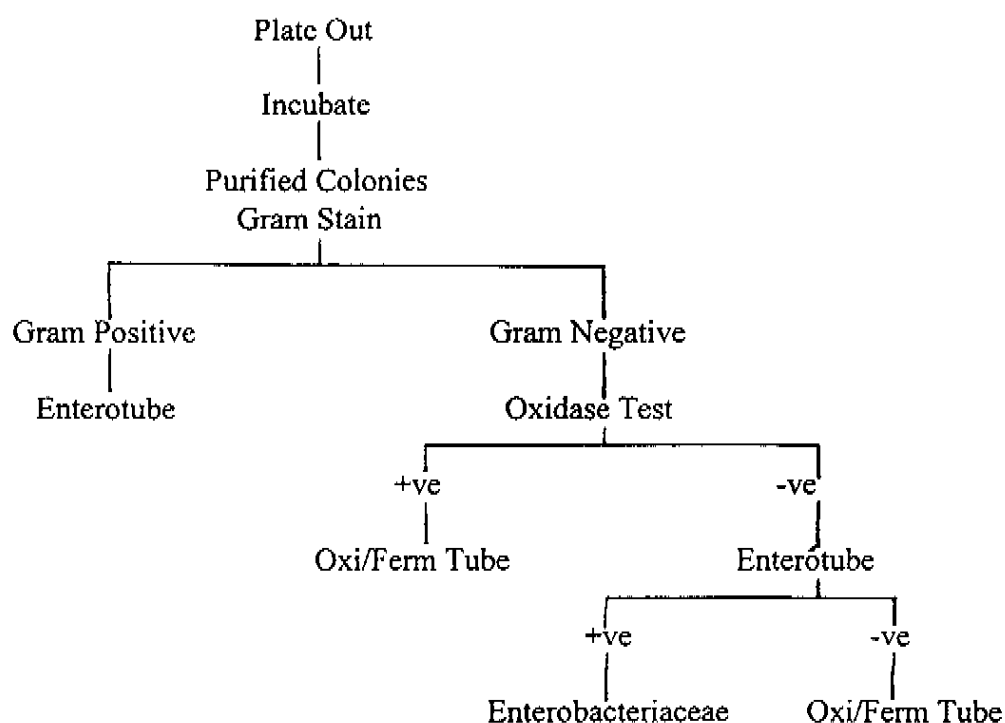 Plate Out
Incubate
Purified Colonies
Gram Stain
Gram Positive
Gram Negative
Enterotube
Oxidase Test
+ve
-ve
Oxi/Ferm Tube
Enterotube
+ve
-ve
Enterobacteriaceae
Oxi/Ferm Tube